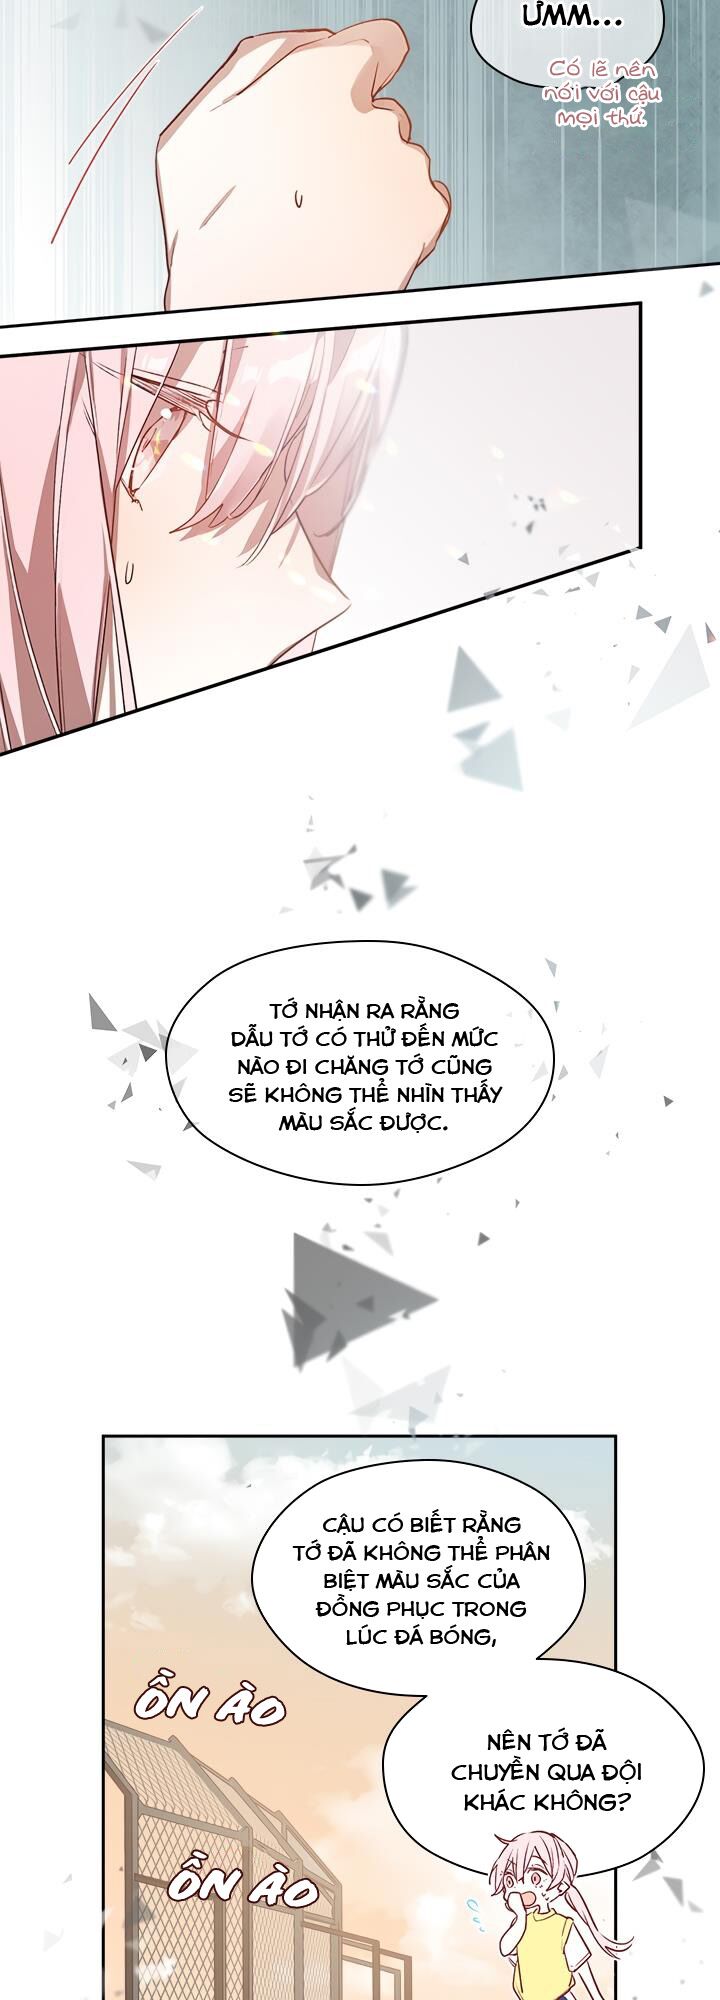 ƯMM...
Có lẽ nên
nói với cậu
mọi thứ.
TỚ NHẬN RA RẰNG
DẪU TỚ CÓ THỬ ĐẾN MỨC
NÀO ĐI CHĂNG TỚ CŨNG
SẼ KHÔNG THỂ NHÌN THẤY
MÀU SẮC ĐƯỢC.
CẬU CÓ BIẾT RẰNG
TỚ ĐÃ KHÔNG THỂ PHÂN
BIỆT MÀU SẮC CỦA
ĐỒNG PHỤC TRONG
LÚC ĐÁ BÓNG,
ỒN ÀO
NÊN TỚ ĐÃ
CHUYỀN QUA ĐỘI
KHÁC KHÔNG?
ỒN ÀO